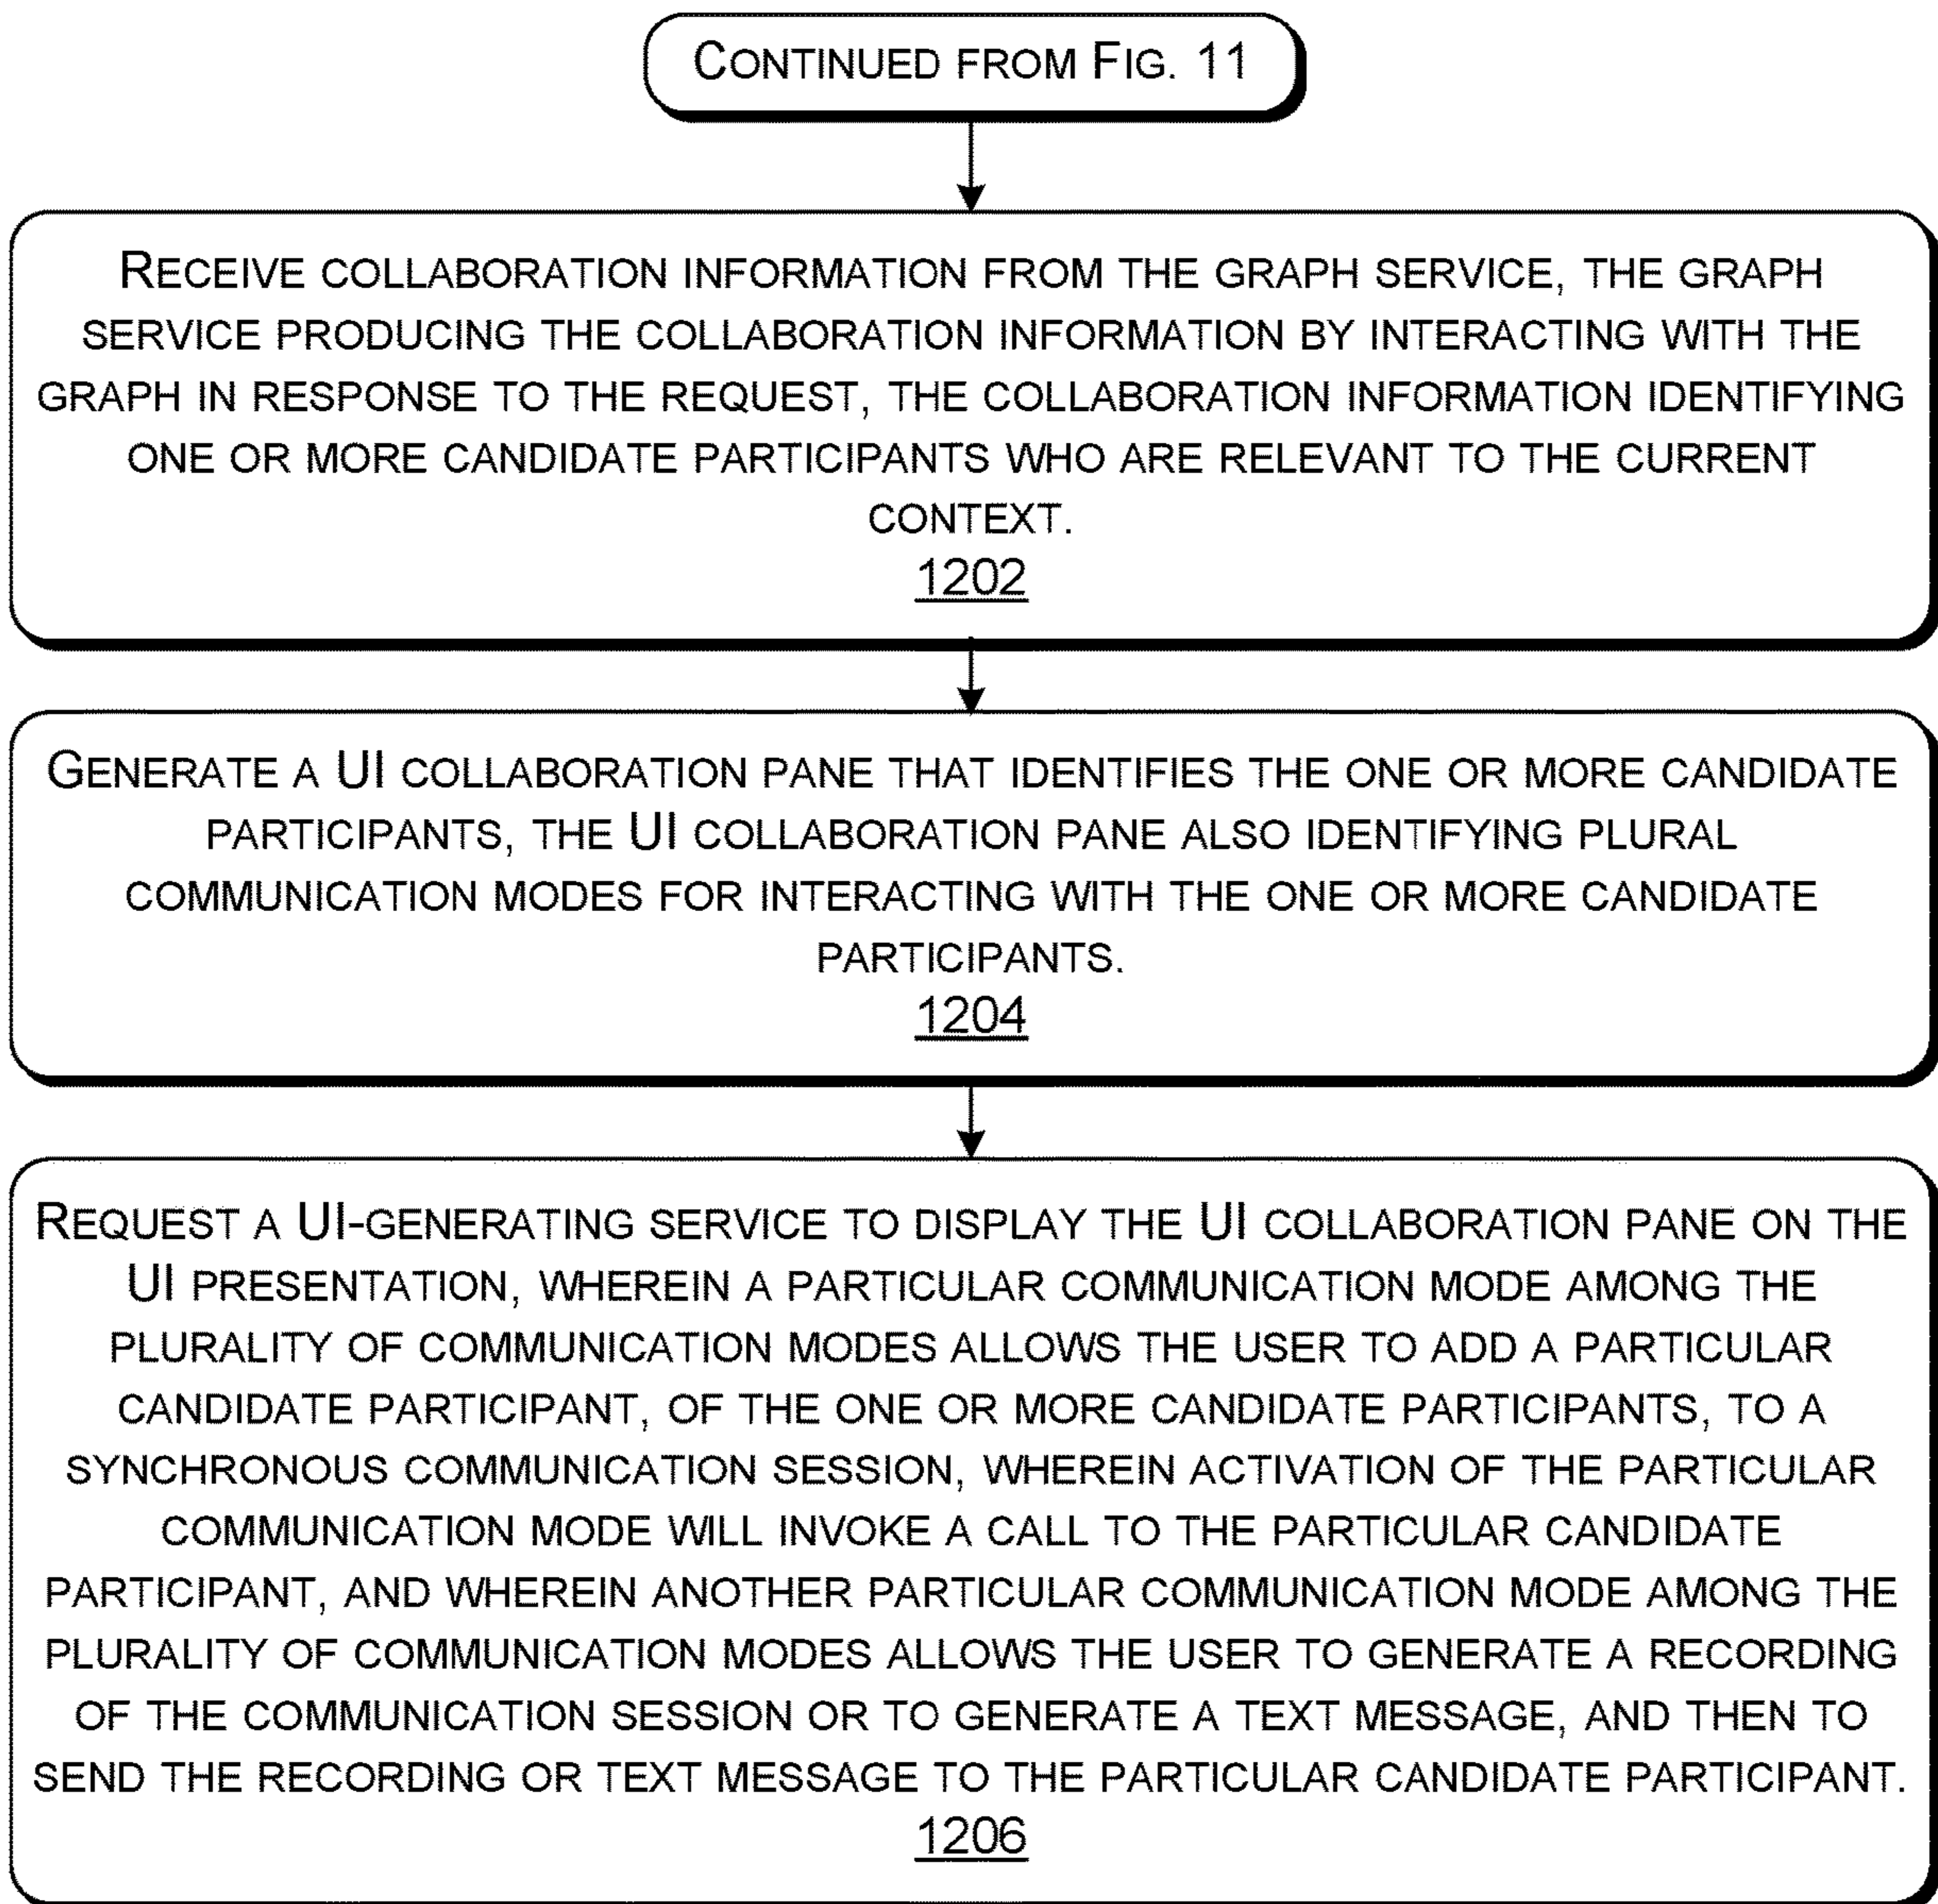 CONTINUED FROM FIG. 11
RECEIVE COLLABORATION INFORMATION FROM THE GRAPH SERVICE, THE GRAPH
SERVICE PRODUCING THE COLLABORATION INFORMATION BY INTERACTING WITH THE
GRAPH IN RESPONSE TO THE REQUEST, THE COLLABORATION INFORMATION IDENTIFYING
ONE OR MORE CANDIDATE PARTICIPANTS WHO ARE RELEVANT TO THE CURRENT
CONTEXT.
1202
GENERATE A UI COLLABORATION PANE THAT IDENTIFIES THE ONE OR MORE CANDIDATE
PARTICIPANTS, THE UI COLLABORATION PANE ALSO IDENTIFYING PLURAL
COMMUNICATION MODES FOR INTERACTING WITH THE ONE OR MORE CANDIDATE
PARTICIPANTS.
1204
REQUEST A UI-GENERATING SERVICE TO DISPLAY THE UI COLLABORATION PANE ON THE
UI PRESENTATION, WHEREIN A PARTICULAR COMMUNICATION MODE AMONG THE
PLURALITY OF COMMUNICATION MODES ALLOWS THE USER TO ADD A PARTICULAR
CANDIDATE PARTICIPANT, OF THE ONE OR MORE CANDIDATE PARTICIPANTS, TO A
SYNCHRONOUS COMMUNICATION SESSION, WHEREIN ACTIVATION OF THE PARTICULAR
COMMUNICATION MODE WILL INVOKE A CALL TO THE PARTICULAR CANDIDATE
PARTICIPANT, AND WHEREIN ANOTHER PARTICULAR COMMUNICATION MODE AMONG THE
PLURALITY OF COMMUNICATION MODES ALLOWS THE USER TO GENERATE A RECORDING
OF THE COMMUNICATION SESSION OR TO GENERATE A TEXT MESSAGE, AND THEN TO
SEND THE RECORDING OR TEXT MESSAGE TO THE PARTICULAR CANDIDATE PARTICIPANT.
1206